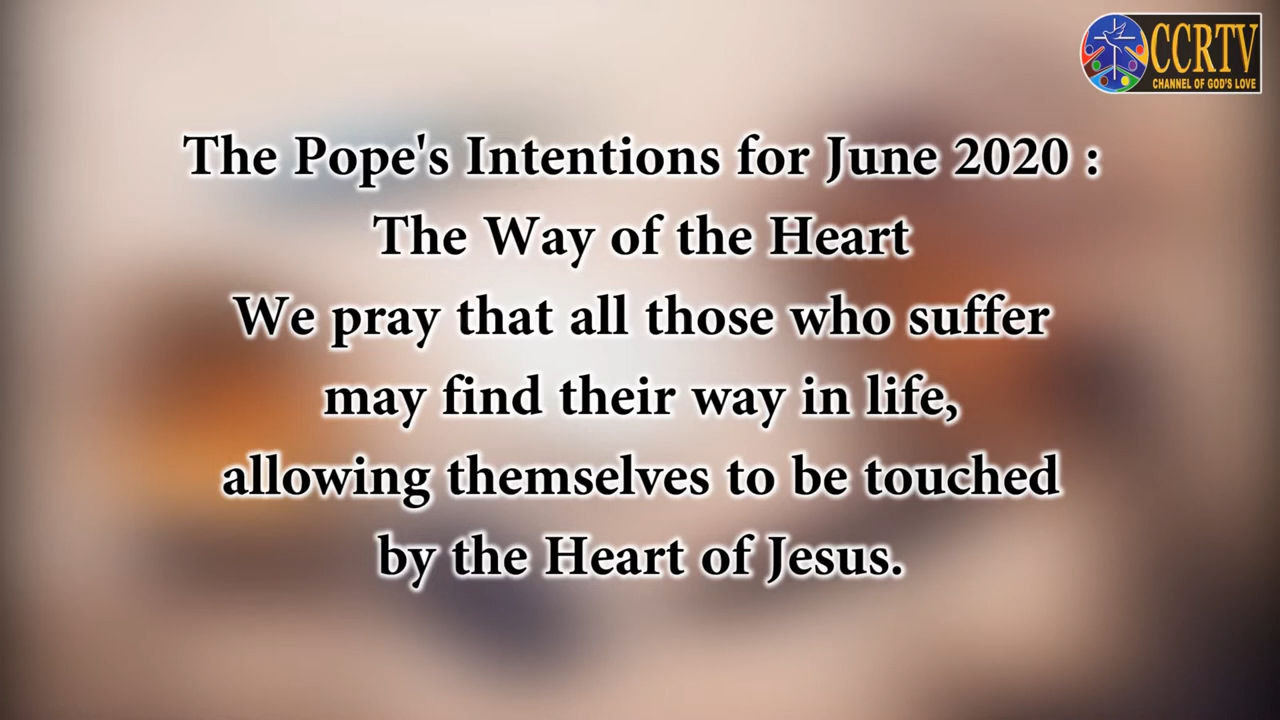 CCRTV
CHANNEL OF GOD'S LOVE
The Pope's Intentions for June 2020 :
The Way of the Heart
We pray that all those who suffer
may find their way in life,
allowing themselves to be touched
by the Heart of Jesus.